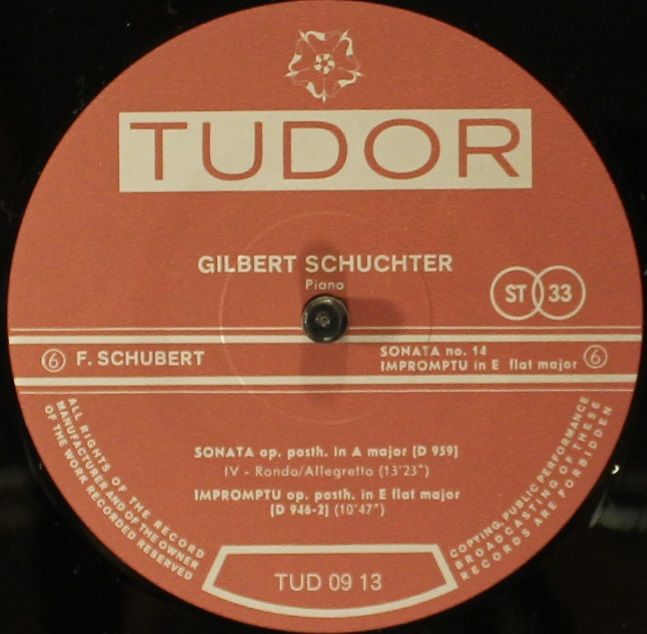 TUDOR
GILBERT SCHUCHTER
Piano
ST 33
6 F. SCHUBERT
SONATA no. 14
IMPROMPTU in E flat major 6
SONATA op. posth. in A major [D 959]
IV - Rondo/Allegretto (13'23")
IMPROMPTU op. posth. in E flat major
[D 946-2] (10'47")
ALL RIGHTS OF THE RECORD
MANUFACTURER AND OF THE OWNER
OF THE WORK RECORDED RESERVED
COPYING, PUBLIC PERFORMANCE
BROADCASTING OF THESE
RECORDS ARE FORBIDDEN
TUD 09 13